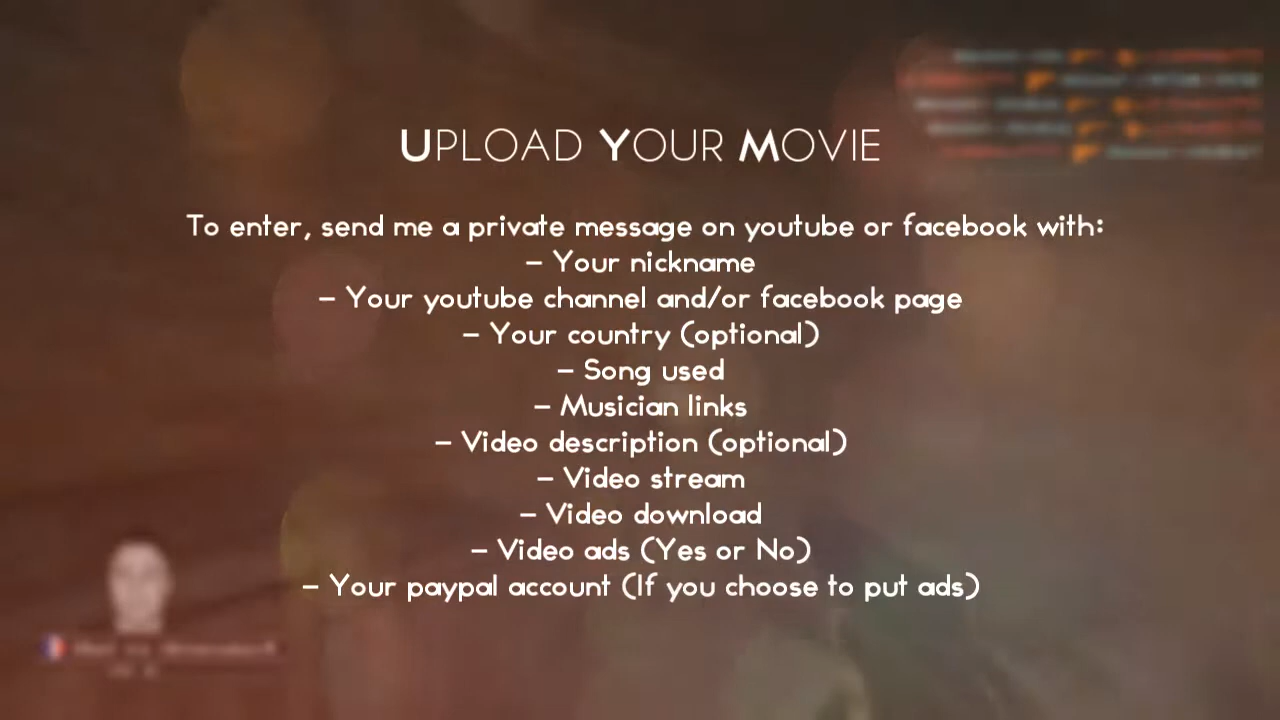 UPLOAD YOUR MOVIE
To enter, send me a private message on youtube or facebook with:
- Your nickname
- Your youtube channel and/or facebook page
- Your country (optional)
- Song used
- Musician links
- Video description (optional)
- Video stream
- Video download
- Video ads (Yes or No)
- Your paypal account (If you choose to put ads)